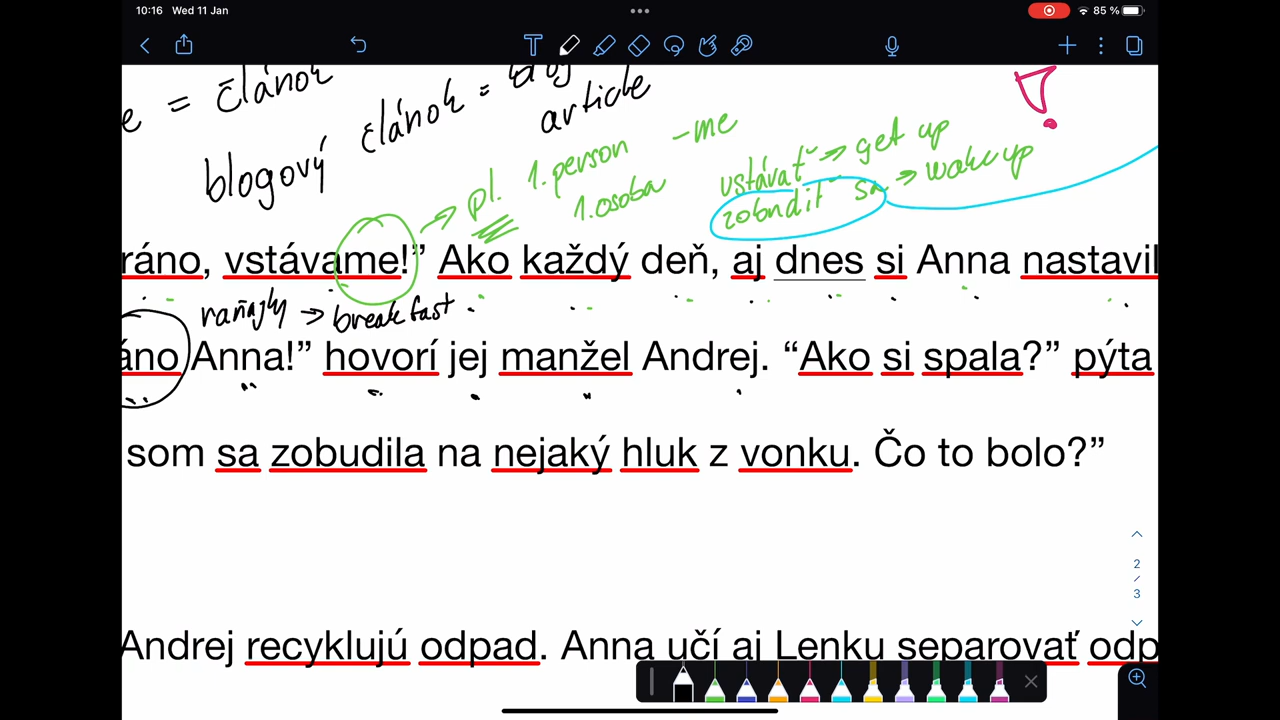 10:16 Wed 11 Jan
85 %
T
e = článok
blogový článok =
article
→ pl. 1. person -me
1. osoba
vstávať → get up
zobudiť sa → wake up
ráno, vstávame!” Ako každý deň, aj dnes si Anna nastavil
raňajky → breakfast
áno Anna!” hovorí jej manžel Andrej. “Ako si spala?” pýta
som sa zobudila na nejaký hluk z vonku. Čo to bolo?”
2
/
3
Andrej recyklujú odpad. Anna učí aj Lenku separovať odp